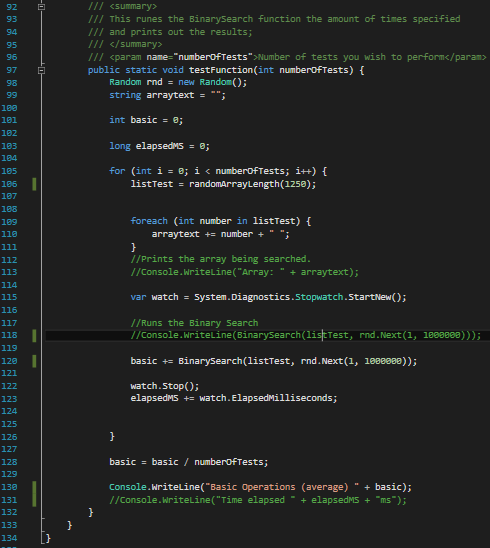 92 /// <summary>
93 /// This runes the BinarySearch function the amount of times specified
94 /// and prints out the results;
95 /// </summary>
96 /// <param name="numberOfTests">Number of tests you wish to perform</param>
97 public static void testFunction(int numberOfTests) {
98 Random rnd = new Random();
99 string arraytext = "";
100
101 int basic = 0;
102
103 long elapsedMS = 0;
104
105 for (int i = 0; i < numberOfTests; i++) {
106 listTest = randomArrayLength(1250);
107
108
109 foreach (int number in listTest) {
110 arraytext += number + " ";
111 }
112 //Prints the array being searched.
113 //Console.WriteLine("Array: " + arraytext);
114
115 var watch = System.Diagnostics.Stopwatch.StartNew();
116
117 //Runs the Binary Search
118 //Console.WriteLine(BinarySearch(listTest, rnd.Next(1, 1000000)));
119
120 basic += BinarySearch(listTest, rnd.Next(1, 1000000));
121
122 watch.Stop();
123 elapsedMS += watch.ElapsedMilliseconds;
124
125
126 }
127
128 basic = basic / numberOfTests;
129
130 Console.WriteLine("Basic Operations (average) " + basic);
131 //Console.WriteLine("Time elapsed " + elapsedMS + "ms");
132 }
133 }
134 }